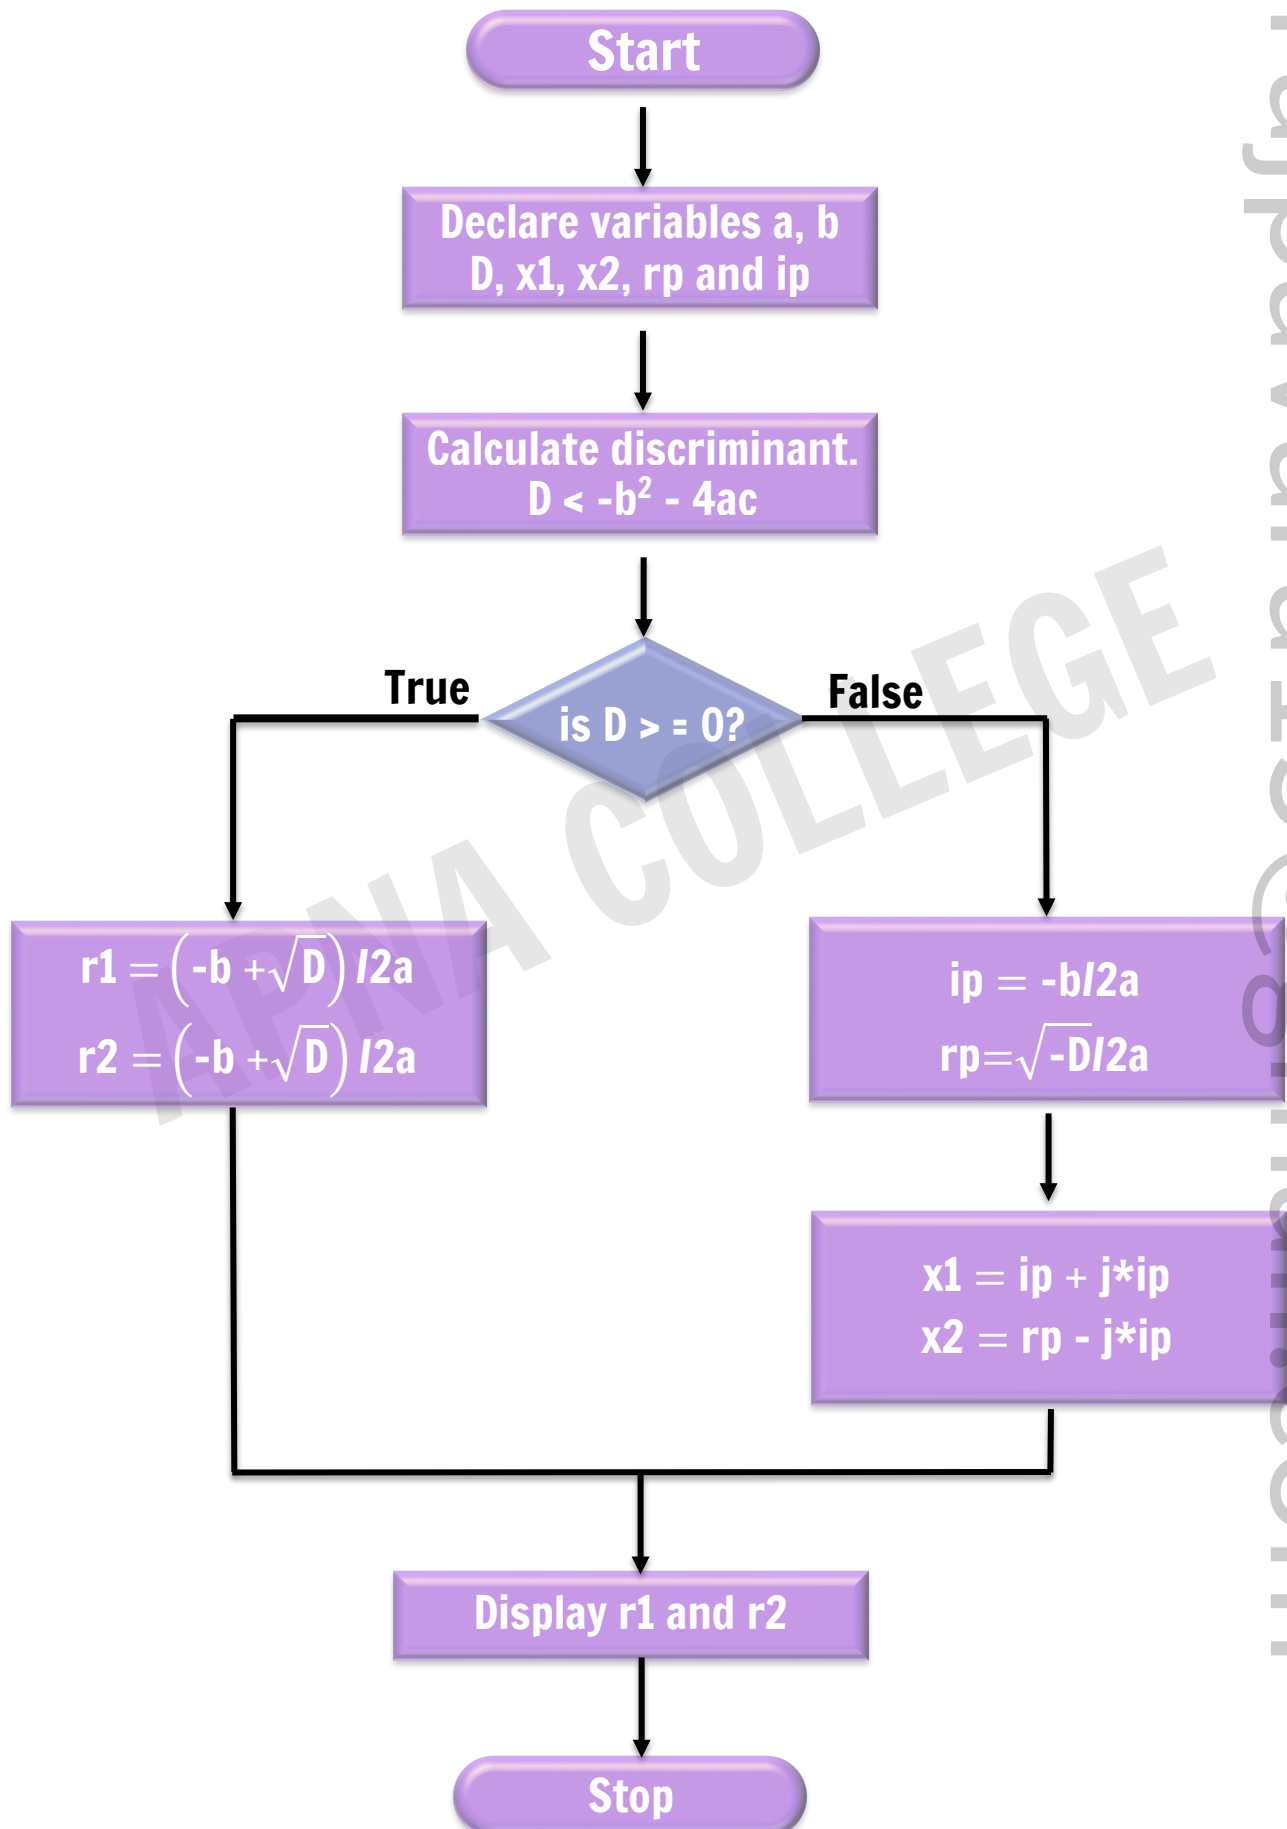 Start
Declare variables a, b
D, x1, x2, rp and ip
Calculate discriminant.
D < -b² - 4ac
is D > = 0?
True
False
r1 = (-b +√D) /2a
r2 = (-b +√D) /2a
ip = -b/2a
rp=√-D/2a
x1 = ip + j*ip
x2 = rp - j*ip
Display r1 and r2
Stop
APNA COLLEGE